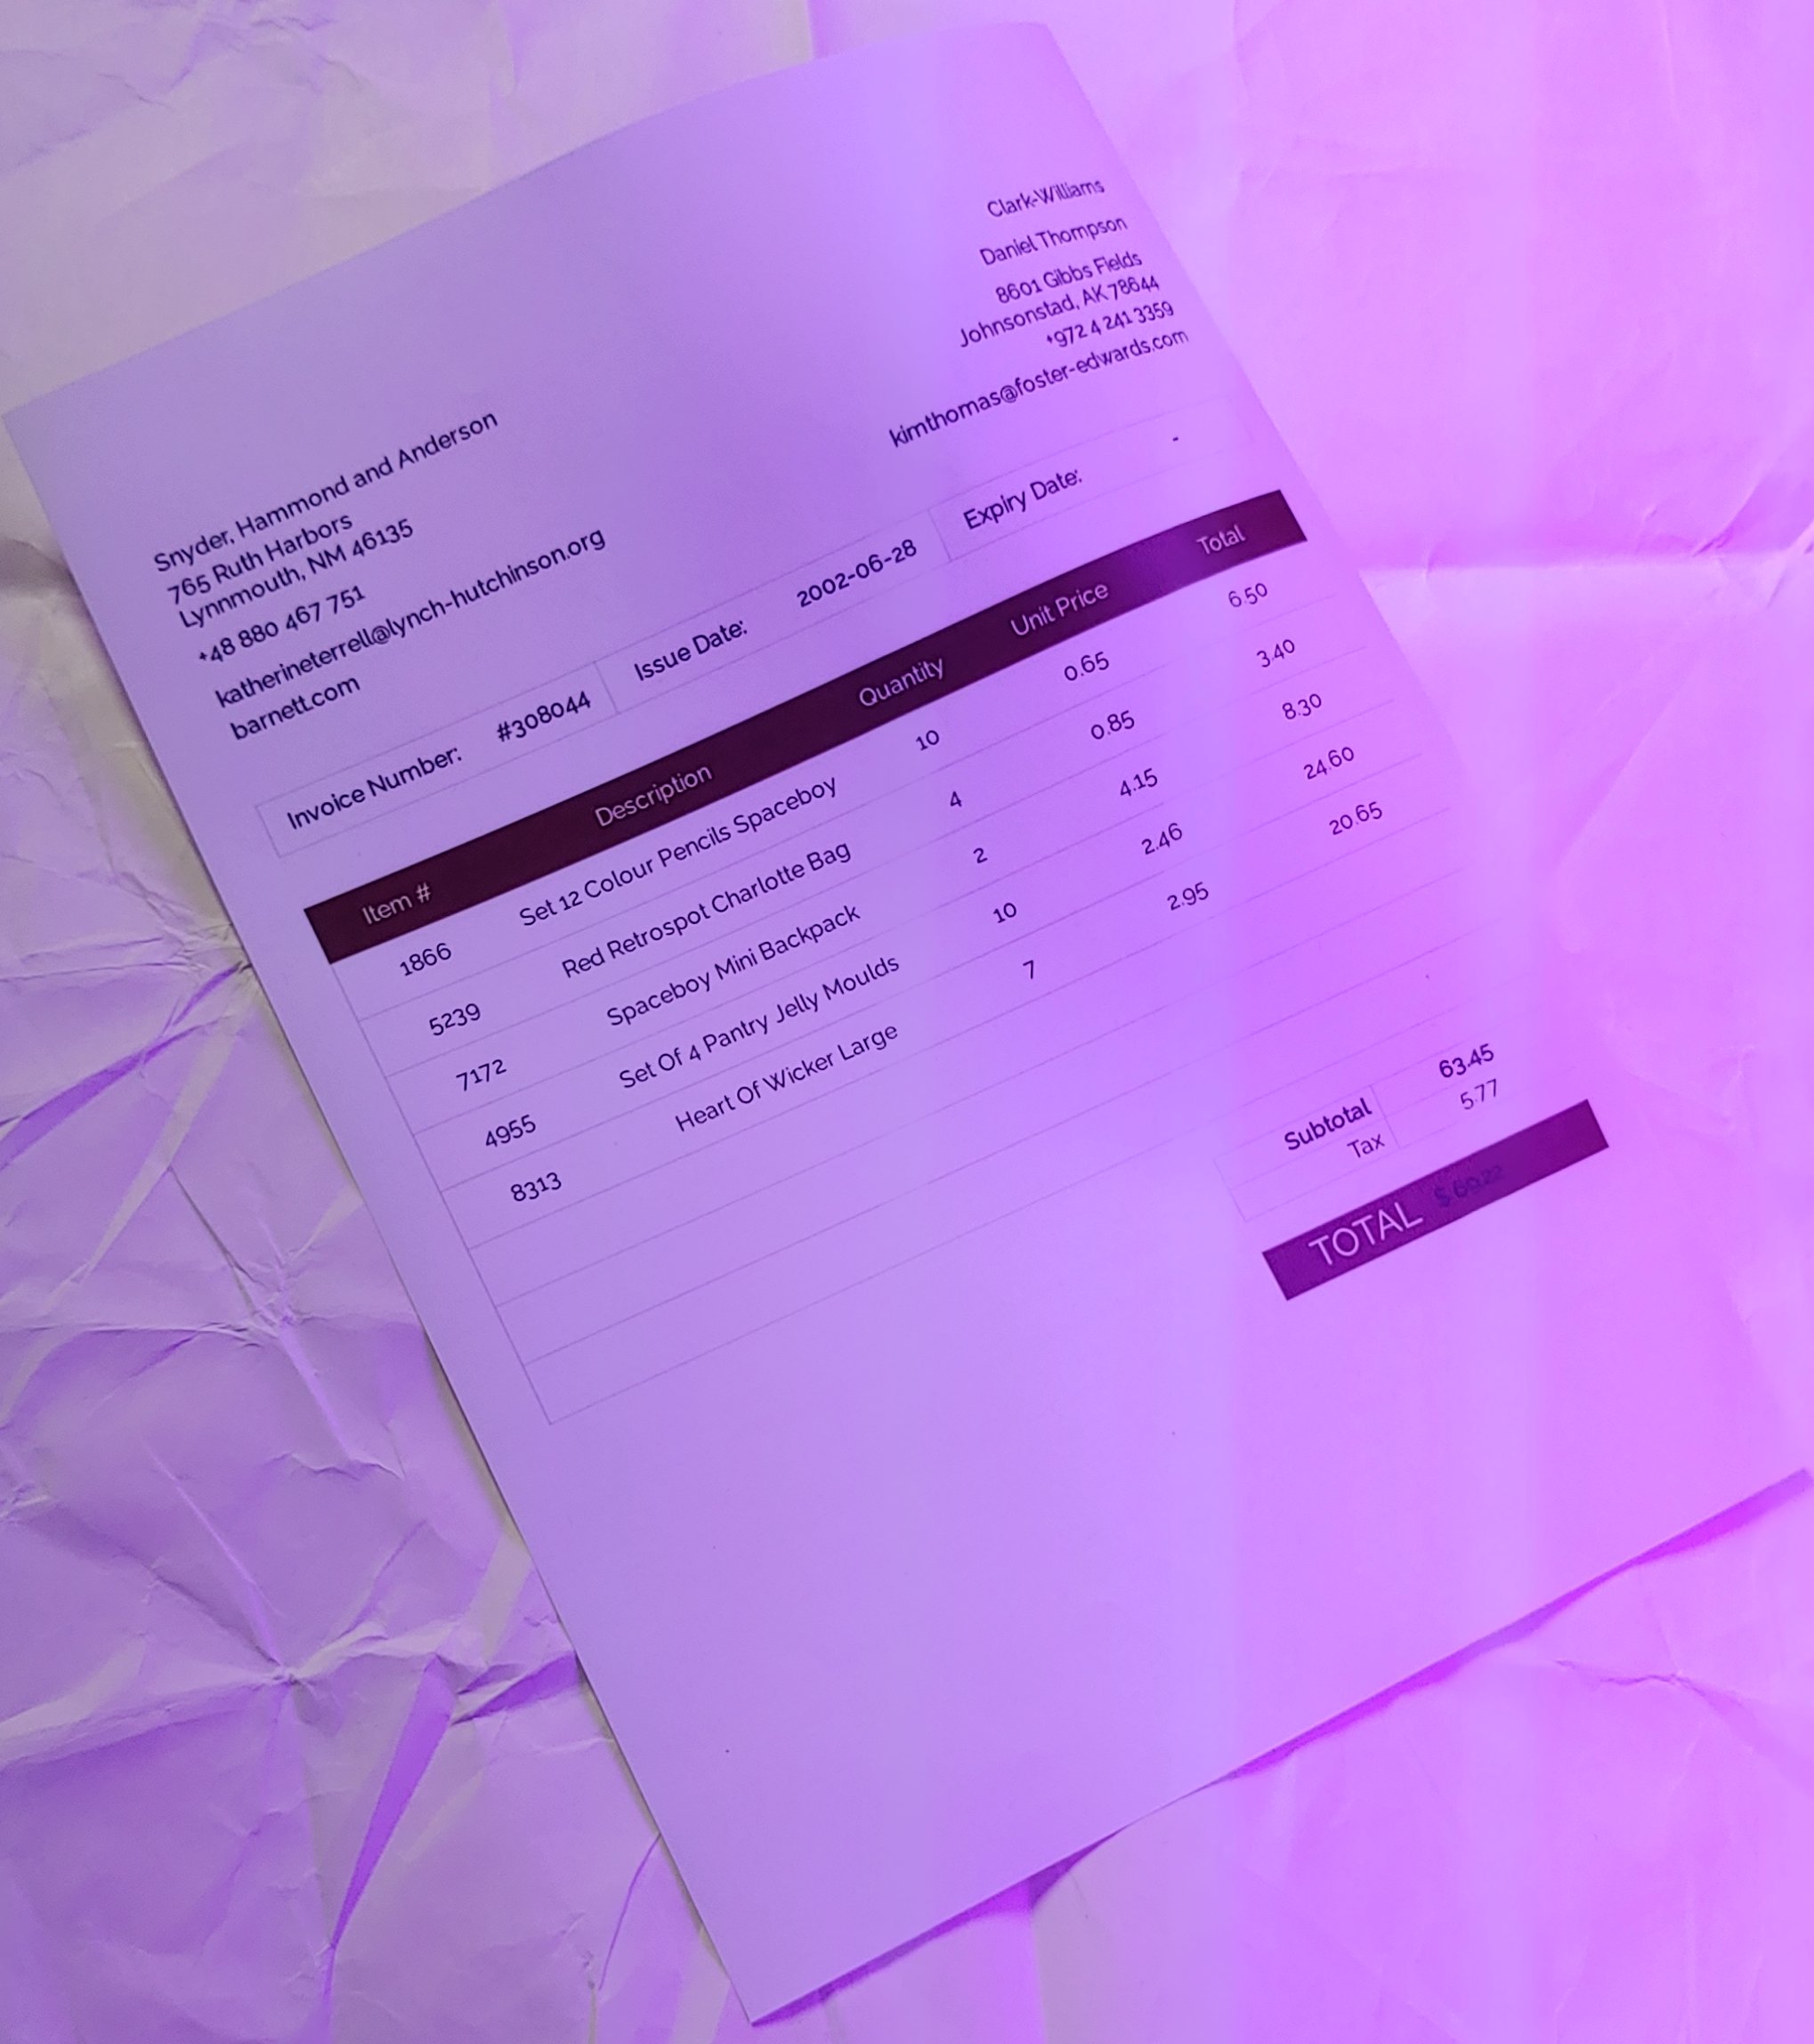 Clark-Williams
Daniel Thompson
8601 Gibbs Fields
Johnsonstad, AK 78644
+972 4 241 3359
kimthomas@foster-edwards.com
Snyder, Hammond and Anderson
765 Ruth Harbors
Lynnmouth, NM 46135
+48 880 467 751
katherineterrell@lynch-hutchinson.org
barnett.com
Invoice Number: #308044 Issue Date: 2002-06-28 Expiry Date: -
Item # Description Quantity Unit Price Total
1866 Set 12 Colour Pencils Spaceboy 10 0.65 6.50
5239 Red Retrospot Charlotte Bag 4 0.85 3.40
7172 Spaceboy Mini Backpack 2 4.15 8.30
4955 Set Of 4 Pantry Jelly Moulds 10 2.46 24.60
8313 Heart Of Wicker Large 7 2.95 20.65
Subtotal 63.45
Tax 5.77
TOTAL $ 69.22